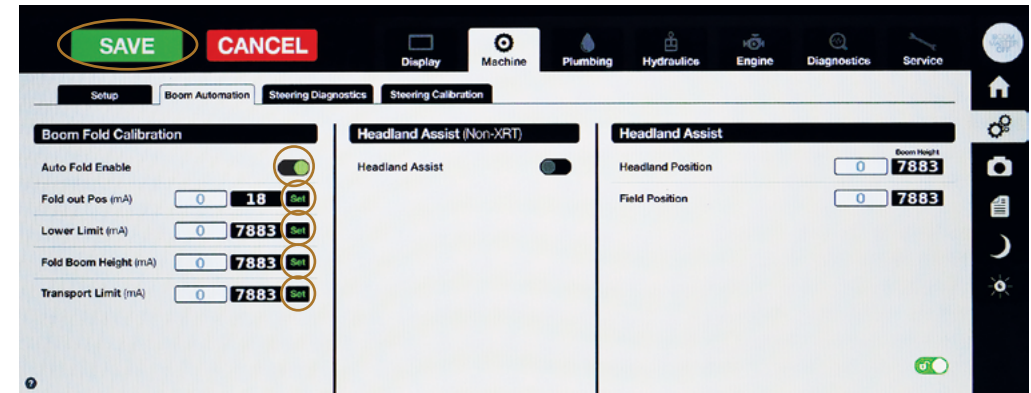 SAVE
CANCEL
Display
Machine
Plumbing
Hydraulics
Engine
Diagnostics
Service
BOOM MASTER OFF
Setup
Boom Automation
Steering Diagnostics
Steering Calibration
Boom Fold Calibration
Auto Fold Enable
Fold out Pos (mA) 0 18 Set
Lower Limit (mA) 0 7883 Set
Fold Boom Height (mA) 0 7883 Set
Transport Limit (mA) 0 7883 Set
Headland Assist (Non-XRT)
Headland Assist
Headland Assist
Boom Height
Headland Position 0 7883
Field Position 0 7883
?